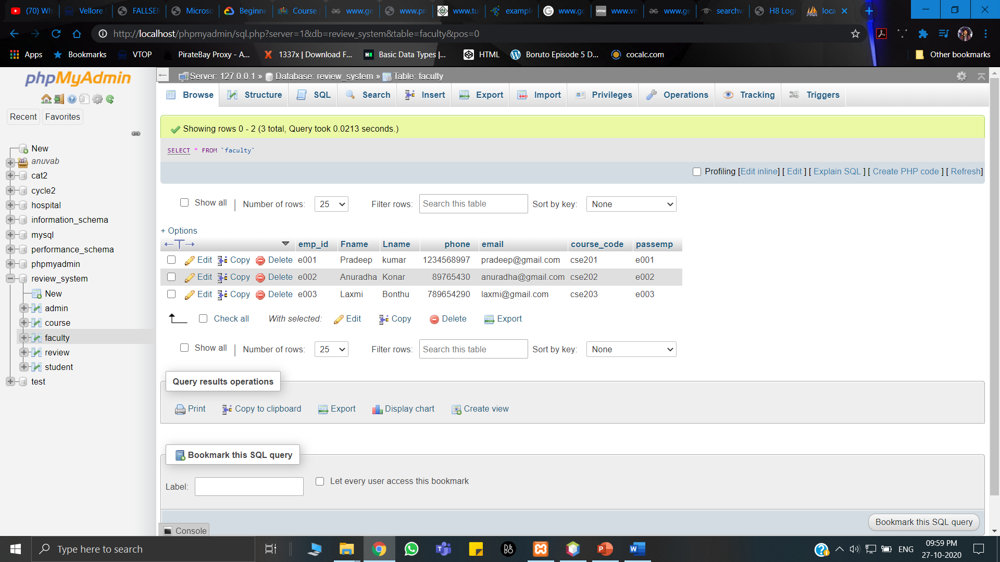 (70) Wh Vellore FALLSEM Microso Beginne Course www.ge www.pr www.tu example www.go www.vm www.ge searchv H8 Logi loca
http://localhost/phpmyadmin/sql.php?server=1&db=review_system&table=faculty&pos=0
Apps Bookmarks VTOP PirateBay Proxy - A... 1337x | Download F... Basic Data Types |... HTML Boruto Episode 5 D... cocalc.com Other bookmarks
phpMyAdmin
Recent Favorites
New
anuvab
cat2
cycle2
hospital
information_schema
mysql
performance_schema
phpmyadmin
review_system
New
admin
course
faculty
review
student
test
Server: 127.0.0.1 » Database: review_system » Table: faculty
Browse Structure SQL Search Insert Export Import Privileges Operations Tracking Triggers
Showing rows 0 - 2 (3 total, Query took 0.0213 seconds.)
SELECT * FROM `faculty`
Profiling [Edit inline] [ Edit ] [ Explain SQL ] [ Create PHP code ] [ Refresh]
Show all Number of rows: 25 Filter rows: Search this table Sort by key: None
+ Options
←T→ emp_id Fname Lname phone email course_code passemp
Edit Copy Delete e001 Pradeep kumar 1234568997 pradeep@gmail.com cse201 e001
Edit Copy Delete e002 Anuradha Konar 89765430 anuradha@gmail.com cse202 e002
Edit Copy Delete e003 Laxmi Bonthu 789654290 laxmi@gmail.com cse203 e003
Check all With selected: Edit Copy Delete Export
Show all Number of rows: 25 Filter rows: Search this table Sort by key: None
Query results operations
Print Copy to clipboard Export Display chart Create view
Bookmark this SQL query
Label: Let every user access this bookmark
Bookmark this SQL query
Console
Type here to search
ENG
09:59 PM
27-10-2020